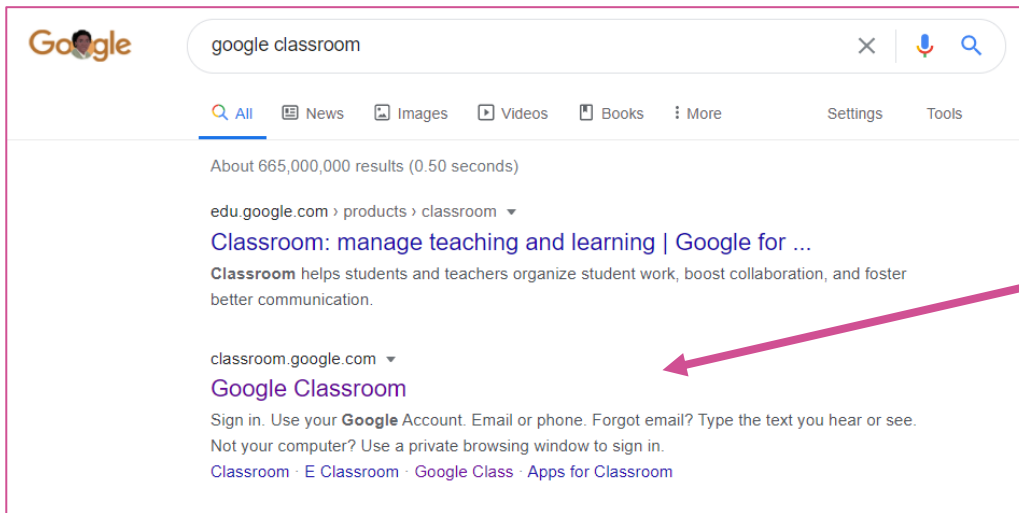 Google
google classroom
All News Images Videos Books More Settings Tools
About 665,000,000 results (0.50 seconds)
edu.google.com › products › classroom
Classroom: manage teaching and learning | Google for ...
Classroom helps students and teachers organize student work, boost collaboration, and foster
better communication.
classroom.google.com
Google Classroom
Sign in. Use your Google Account. Email or phone. Forgot email? Type the text you hear or see.
Not your computer? Use a private browsing window to sign in.
Classroom · E Classroom · Google Class · Apps for Classroom